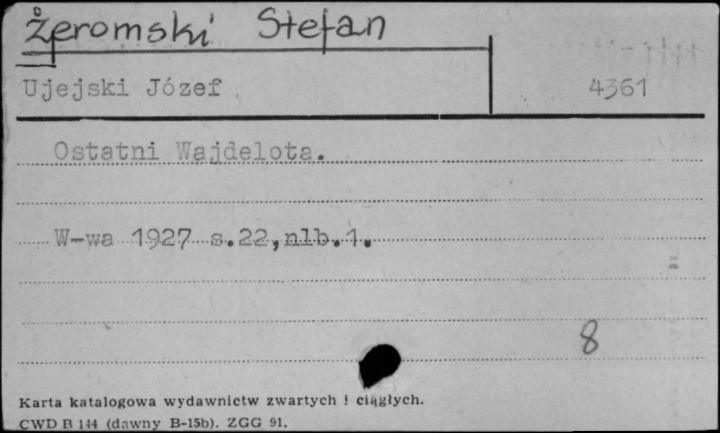 Żeromski Stefan
Ujejski Józef 4361
Ostatni Wajdelota.
W-wa 1927 s.22,nlb.1.
8
Karta katalogowa wydawnictw zwartych i ciągłych.
CWD B 144 (dawny B-15b). ZGG 91.